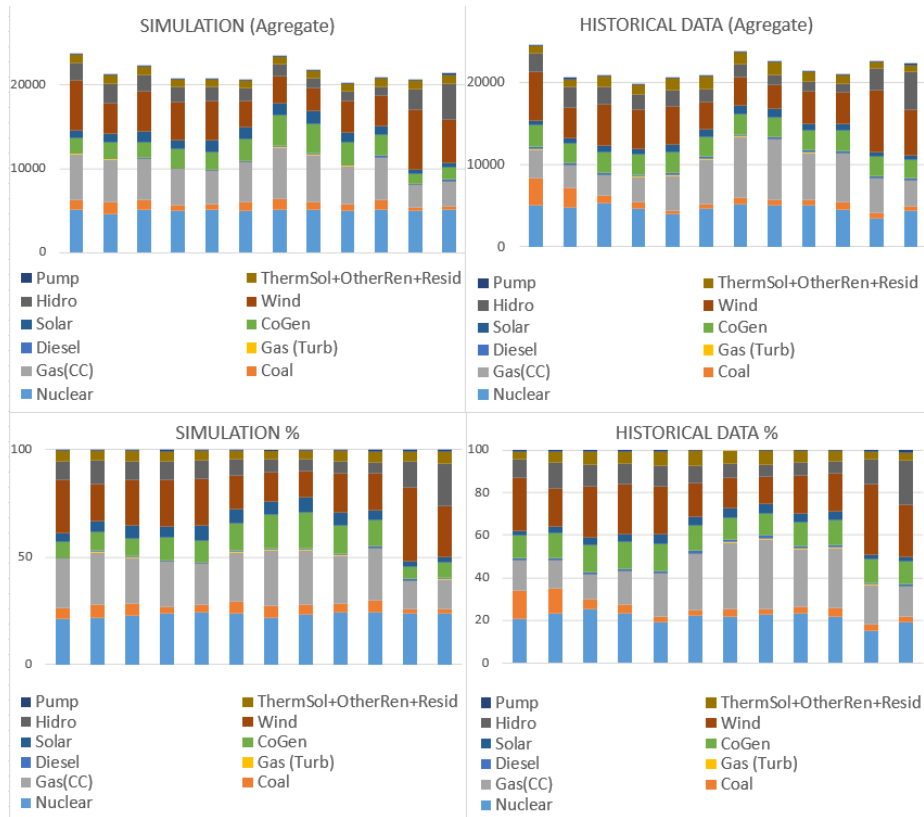 SIMULATION (Agregate)
20000
10000
0
Pump ThermSol+OtherRen+Resid
Hidro Wind
Solar CoGen
Diesel Gas (Turb)
Gas(CC) Coal
Nuclear
HISTORICAL DATA (Agregate)
20000
10000
0
Pump ThermSol+OtherRen+Resid
Hidro Wind
Solar CoGen
Diesel Gas (Turb)
Gas(CC) Coal
Nuclear
SIMULATION %
100
50
0
Pump ThermSol+OtherRen+Resid
Hidro Wind
Solar CoGen
Diesel Gas (Turb)
Gas(CC) Coal
Nuclear
HISTORICAL DATA %
100
80
60
40
20
0
Pump ThermSol+OtherRen+Resid
Hidro Wind
Solar CoGen
Diesel Gas (Turb)
Gas(CC) Coal
Nuclear